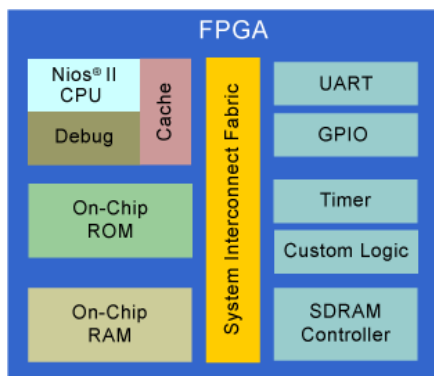 FPGA
Nios® II
CPU
Debug
Cache
On-Chip
ROM
On-Chip
RAM
System Interconnect Fabric
UART
GPIO
Timer
Custom Logic
SDRAM
Controller